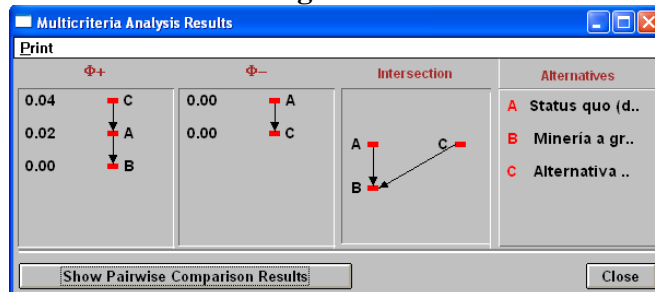 Multicriteria Analysis Results
Print
Φ+ Φ– Intersection Alternatives
0.04 C 0.00 A A Status quo (d..
0.02 A 0.00 C A C B Minería a gr..
0.00 B B C Alternativa ..
Show Pairwise Comparison Results Close